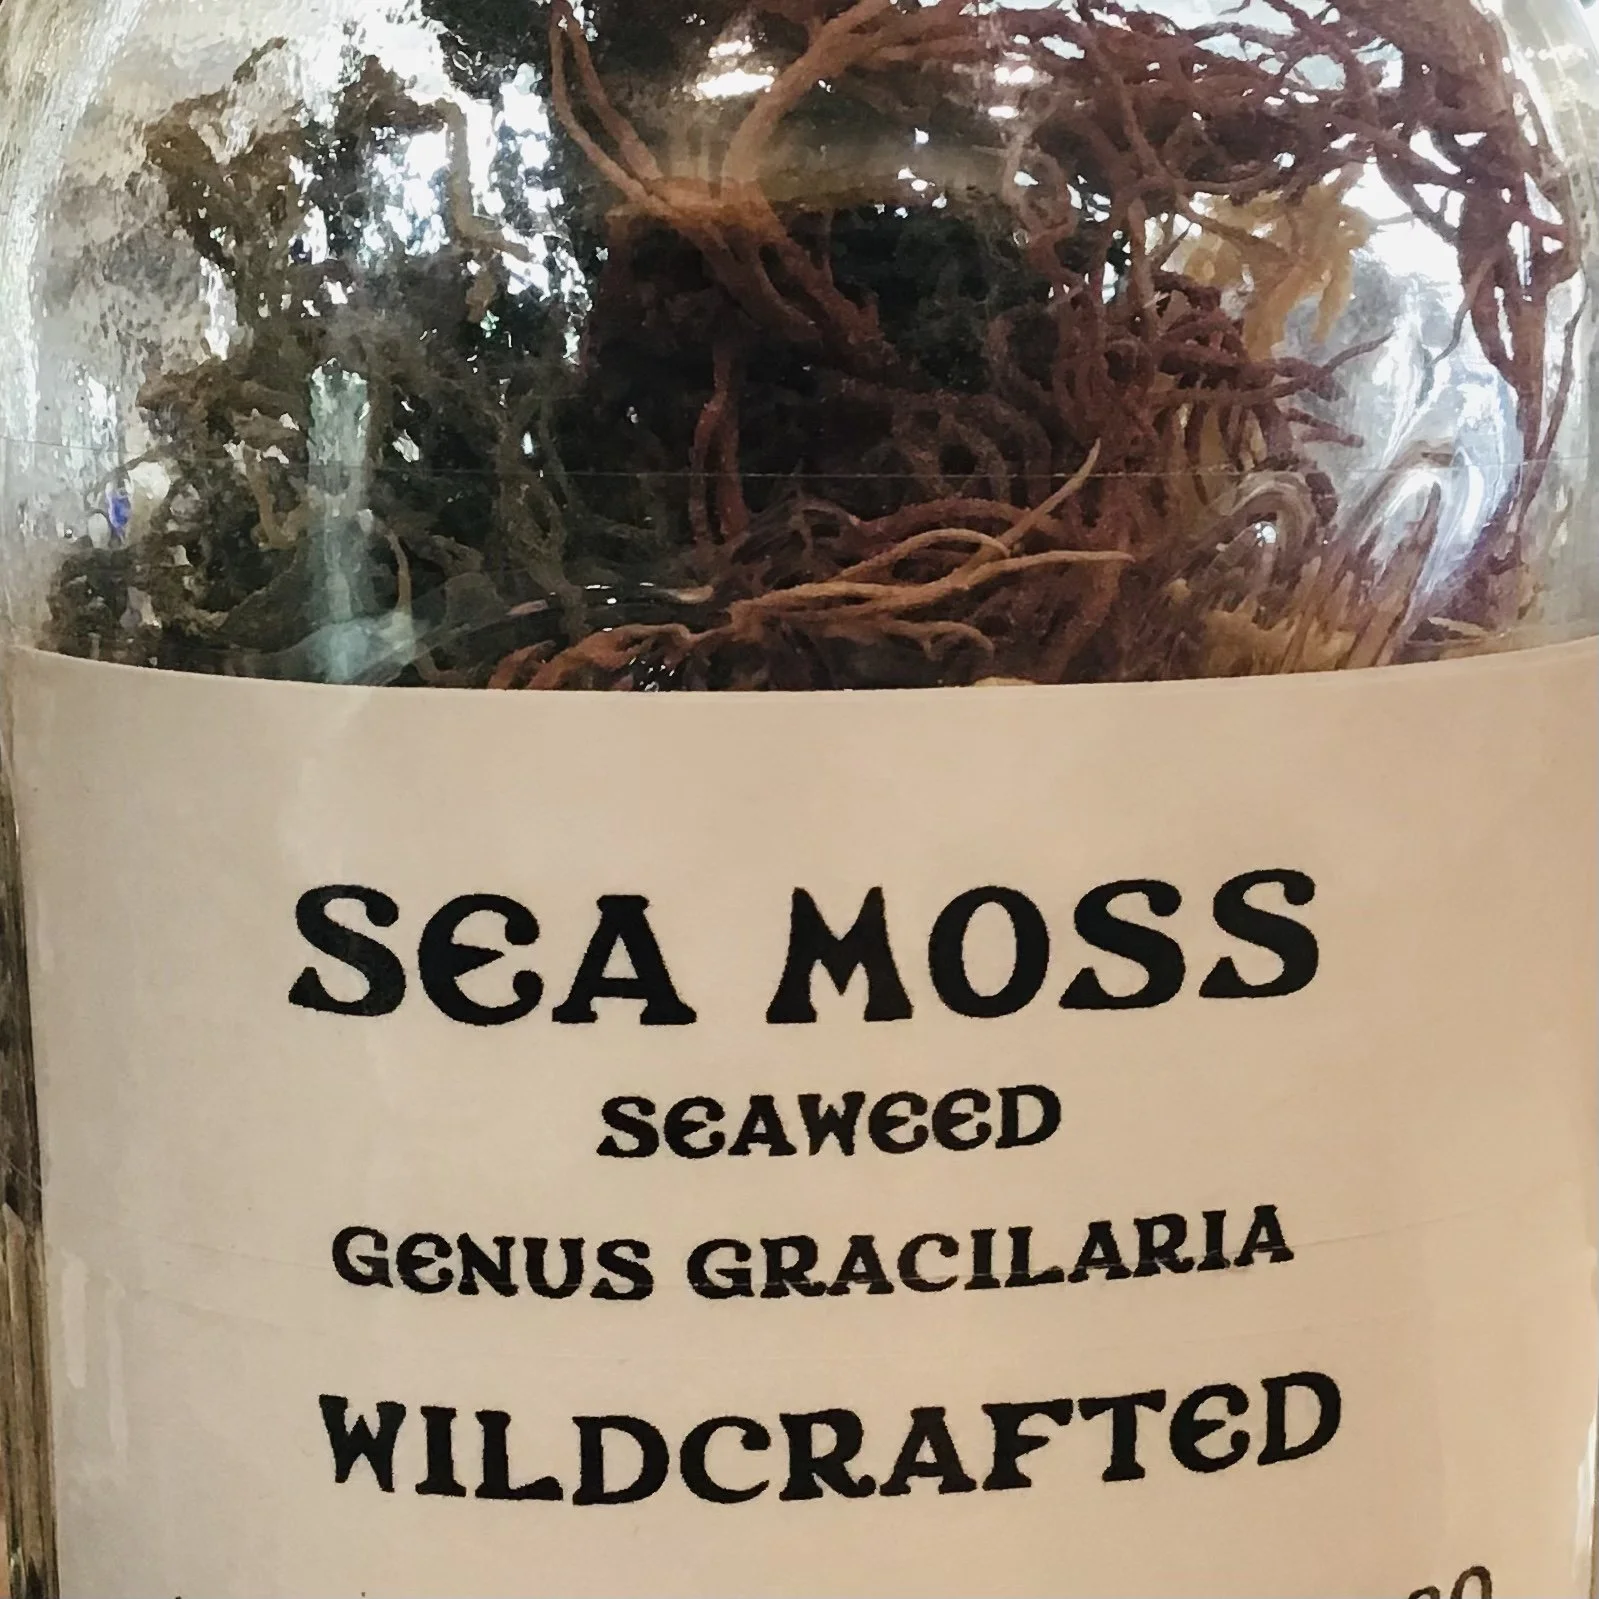 SEA MOSS
SEAWEED
GENUS GRACILARIA
WILDCRAFTED